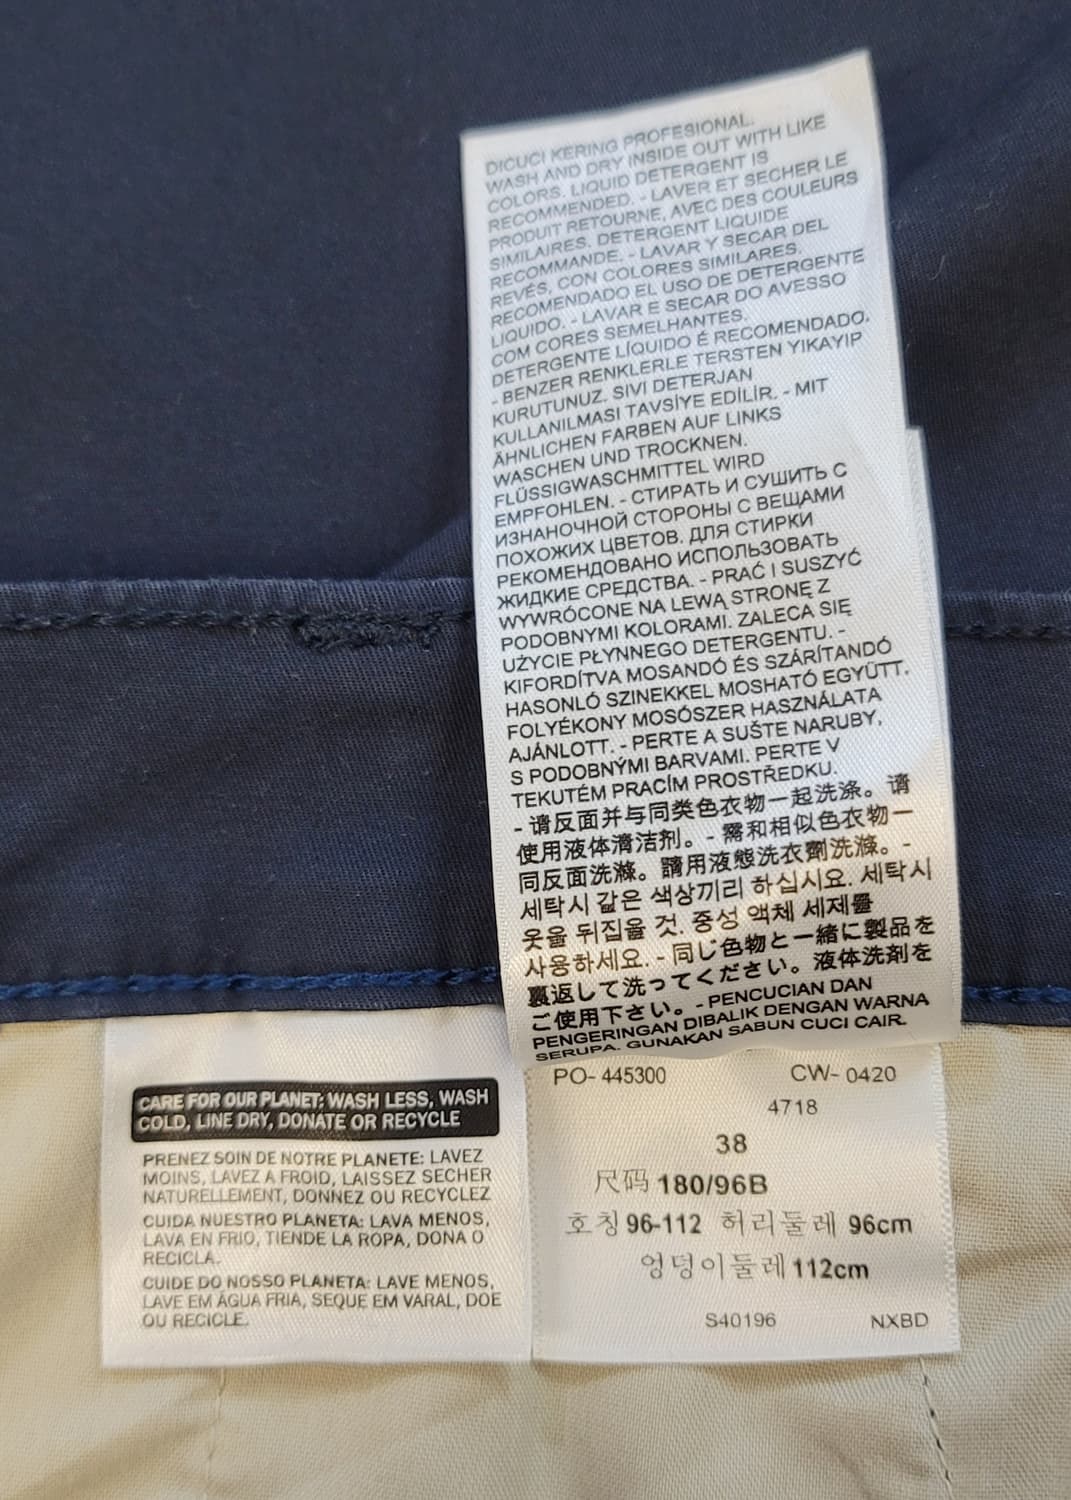 DICUCI KERING PROFESIONAL.
WASH AND DRY INSIDE OUT WITH LIKE
COLORS. LIQUID DETERGENT IS
RECOMMENDED. - LAVER ET SECHER LE
PRODUIT RETOURNE, AVEC DES COULEURS
SIMILAIRES. DETERGENT LIQUIDE
RECOMMANDE. - LAVAR Y SECAR DEL
REVÉS, CON COLORES SIMILARES.
RECOMENDADO EL USO DE DETERGENTE
LIQUIDO. - LAVAR E SECAR DO AVESSO
COM CORES SEMELHANTES.
DETERGENTE LÍQUIDO É RECOMENDADO.
- BENZER RENKLERLE TERSTEN YIKAYIP
KURUTUNUZ. SIVI DETERJAN
KULLANILMASI TAVSİYE EDİLİR. - MIT
ÄHNLICHEN FARBEN AUF LINKS
WASCHEN UND TROCKNEN.
FLÜSSIGWASCHMITTEL WIRD
EMPFOHLEN. - СТИРАТЬ И СУШИТЬ С
ИЗНАНОЧНОЙ СТОРОНЫ С ВЕЩАМИ
ПОХОЖИХ ЦВЕТОВ. ДЛЯ СТИРКИ
РЕКОМЕНДОВАНО ИСПОЛЬЗОВАТЬ
ЖИДКИЕ СРЕДСТВА. - PRAĆ I SUSZYĆ
WYWRÓCONE NA LEWĄ STRONĘ Z
PODOBNYMI KOLORAMI. ZALECA SIĘ
UŻYCIE PŁYNNEGO DETERGENTU. -
KIFORDÍTVA MOSANDÓ ÉS SZÁRÍTANDÓ
HASONLÓ SZINEKKEL MOSHATÓ EGYÜTT.
FOLYÉKONY MOSÓSZER HASZNÁLATA
AJÁNLOTT. - PERTE A SUŠTE NARUBY,
S PODOBNÝMI BARVAMI. PERTE V
TEKUTÉM PRACÍM PROSTŘEDKU.
- 请反面并与同类色衣物一起洗涤。请
使用液体清洁剂。- 需和相似色衣物一
同反面洗滌。請用液態洗衣劑洗滌。-
세탁시 같은 색상끼리 하십시요. 세탁시
옷을 뒤집을 것. 중성 액체 세제를
사용하세요. - 同じ色物と一緒に製品を
裏返して洗ってください。液体洗剤を
ご使用下さい。- PENCUCIAN DAN
PENGERINGAN DIBALIK DENGAN WARNA
SERUPA. GUNAKAN SABUN CUCI CAIR.
CARE FOR OUR PLANET: WASH LESS, WASH
COLD, LINE DRY, DONATE OR RECYCLE
PRENEZ SOIN DE NOTRE PLANETE: LAVEZ
MOINS, LAVEZ A FROID, LAISSEZ SECHER
NATURELLEMENT, DONNEZ OU RECYCLEZ
CUIDA NUESTRO PLANETA: LAVA MENOS,
LAVA EN FRIO, TIENDE LA ROPA, DONA O
RECICLA.
CUIDE DO NOSSO PLANETA: LAVE MENOS,
LAVE EM ÁGUA FRIA, SEQUE EM VARAL, DOE
OU RECICLE.
PO- 445300 CW- 0420
4718
38
尺码 180/96B
호칭 96-112 허리둘레 96cm
엉덩이둘레 112cm
S40196 NXBD